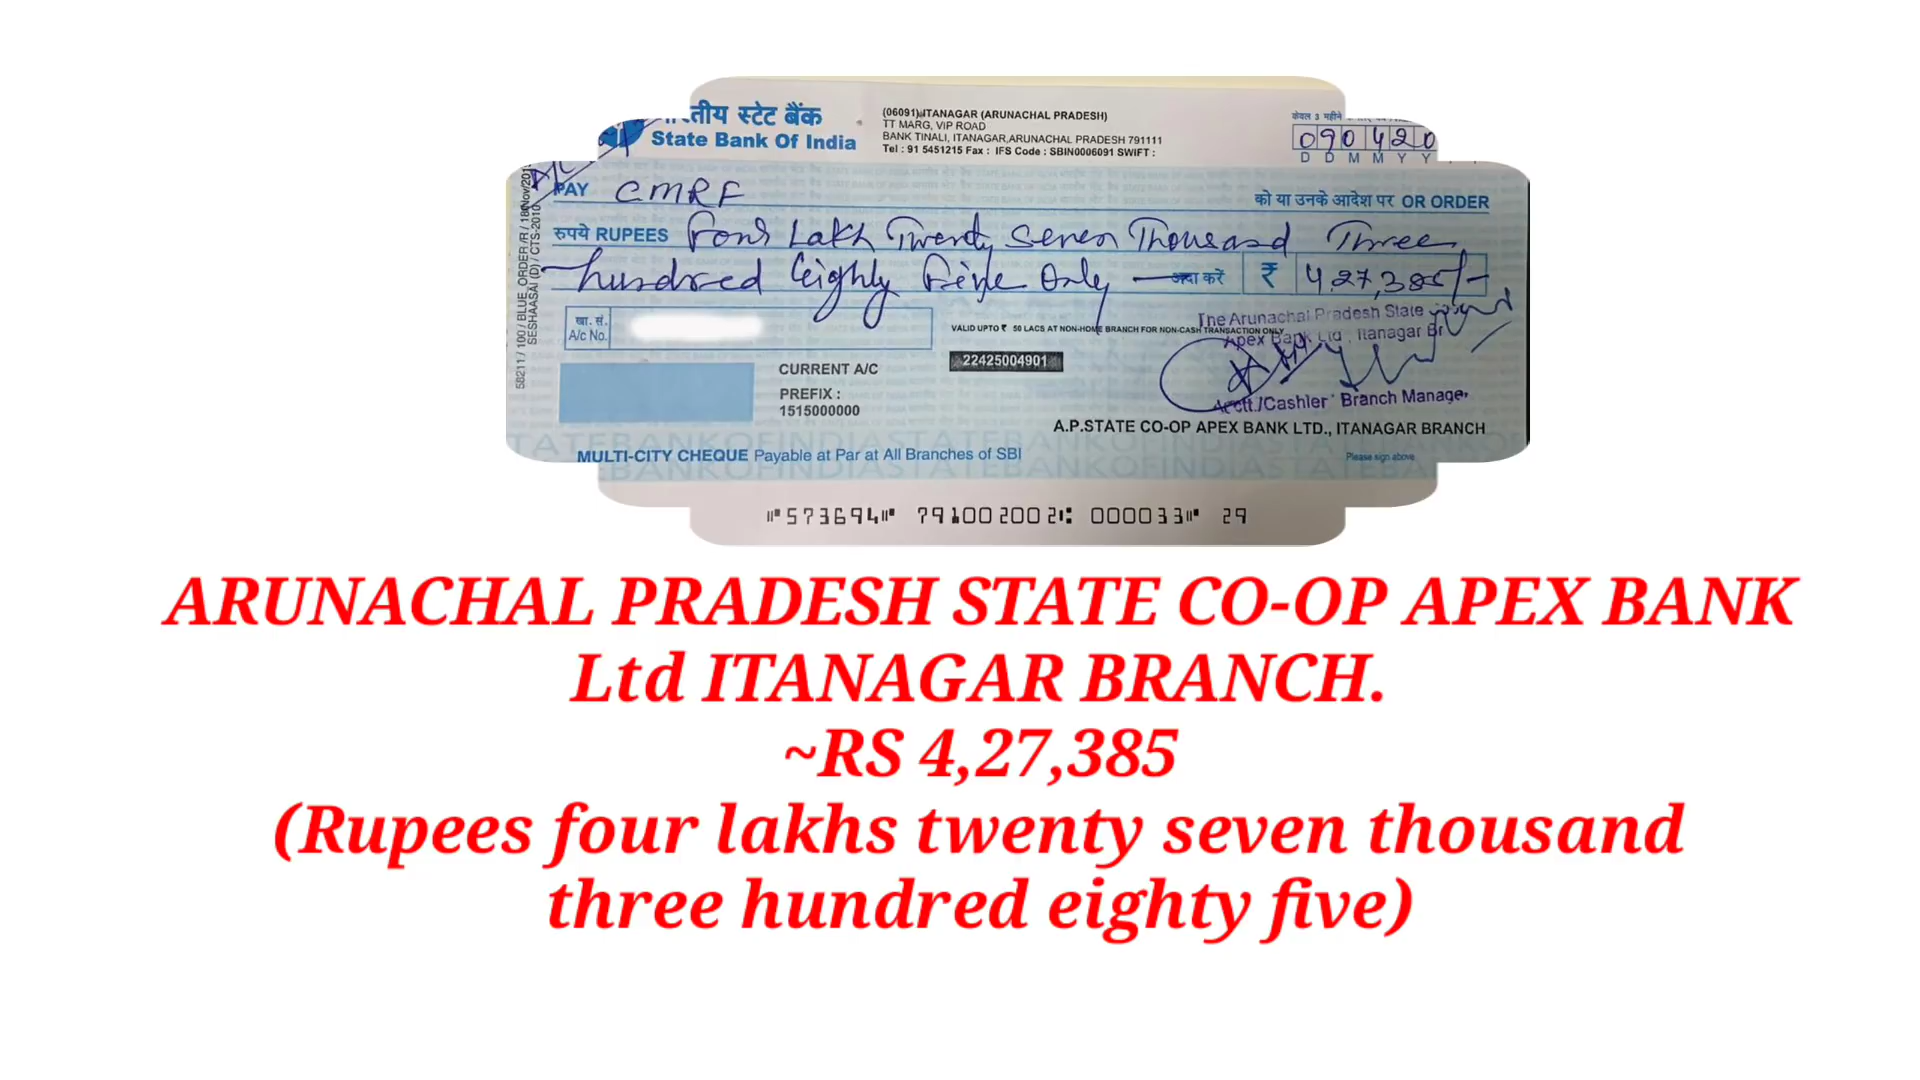 तीय स्टेट बैंक
State Bank Of India
(06091) ITANAGAR (ARUNACHAL PRADESH)
TT MARG, VIP ROAD
BANK TINALI, ITANAGAR,ARUNACHAL PRADESH 791111
Tel : 91 5451215 Fax : IFS Code : SBIN0006091 SWIFT :
केवल 3 महीने
090420
D D M M Y Y
PAY CMRF को या उनके आदेश पर OR ORDER
रुपये RUPEES Four Lakh Twenty Seven Thousand Three
hundred Eighty Five Only अदा करें ₹ 4,27,385/-
खा. सं.
A/c No.
VALID UPTO ₹ 50 LACS AT NON-HOME BRANCH FOR NON-CASH TRANSACTION ONLY
The Arunachal Pradesh State
Apex Bank Ltd, Itanagar Br
22425004901
CURRENT A/C
PREFIX :
1515000000
Acctt./Cashier Branch Manager
A.P.STATE CO-OP APEX BANK LTD., ITANAGAR BRANCH
MULTI-CITY CHEQUE Payable at Par at All Branches of SBI
Please sign above
573694 791002002 000033 29
ARUNACHAL PRADESH STATE CO-OP APEX BANK
Ltd ITANAGAR BRANCH.
~RS 4,27,385
(Rupees four lakhs twenty seven thousand
three hundred eighty five)